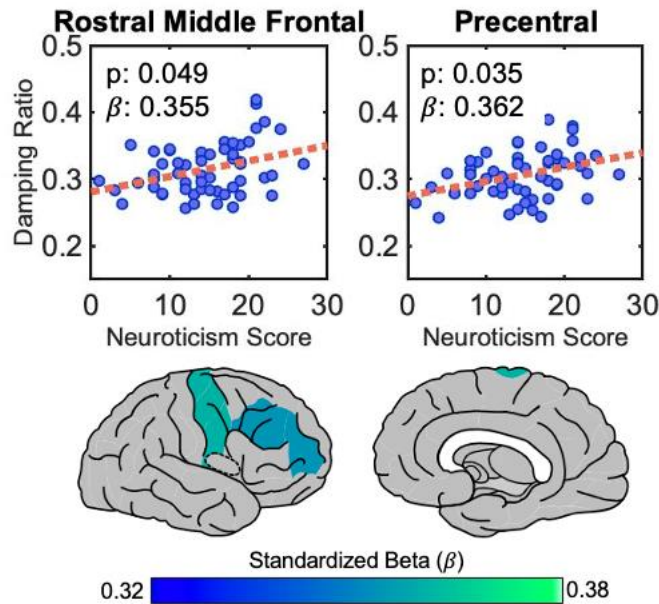 Rostral Middle Frontal
Precentral
0.5
0.4
0.3
0.2
Damping Ratio
p: 0.049
β: 0.355
0
10
20
30
Neuroticism Score
0.5
0.4
0.3
0.2
p: 0.035
β: 0.362
0
10
20
30
Neuroticism Score
Standardized Beta (β)
0.32
0.38